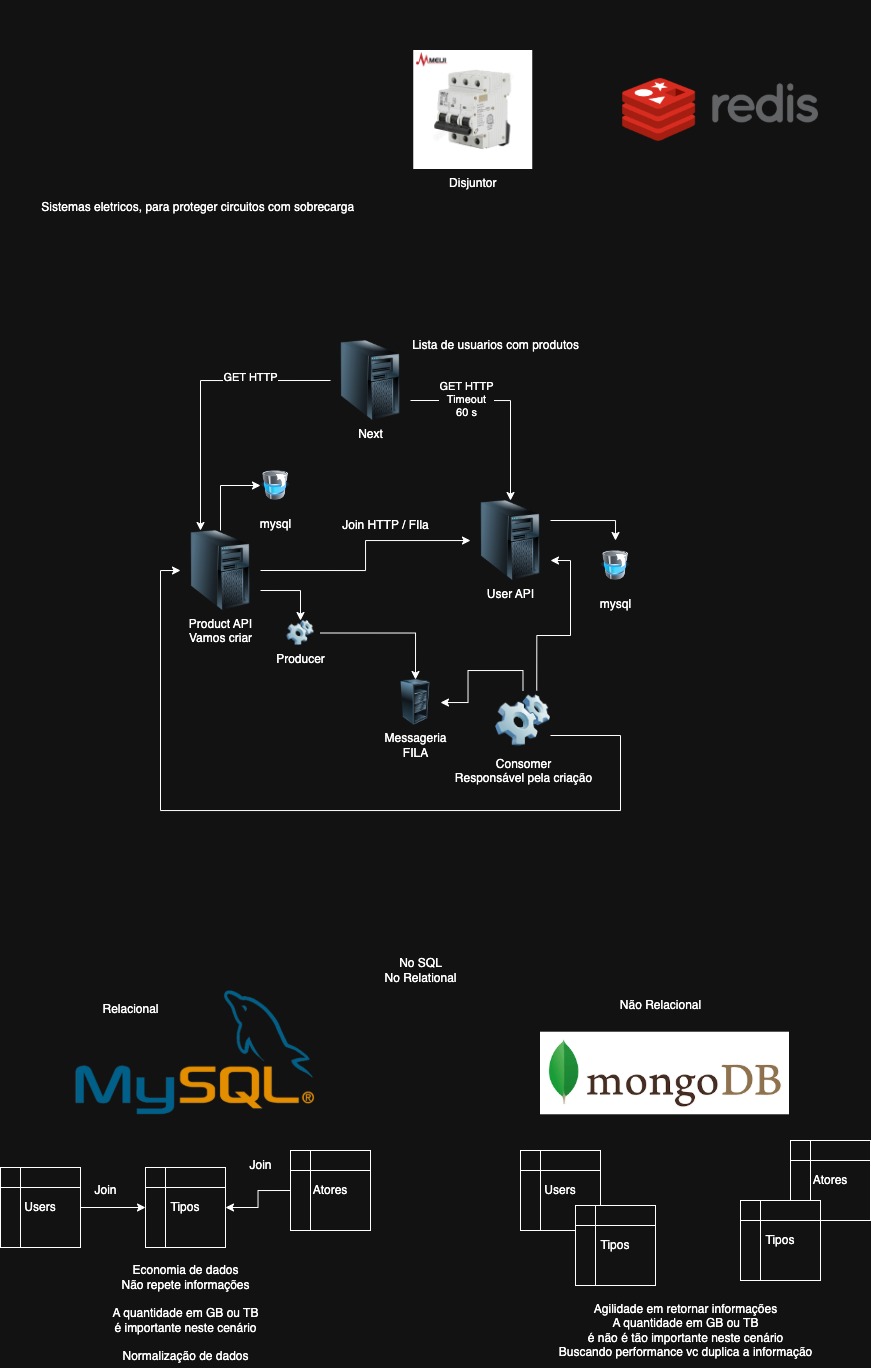 MEIJI
redis
Disjuntor
Sistemas eletricos, para proteger circuitos com sobrecarga
Lista de usuarios com produtos
GET HTTP
GET HTTP
Timeout
60 s
Next
mysql
Join HTTP / FIla
User API
mysql
Product API
Vamos criar
Producer
Messageria
FILA
Consomer
Responsável pela criação
No SQL
No Relational
Relacional
Não Relacional
MySQL®
mongoDB
Users
Join
Tipos
Join
Atores
Users
Tipos
Atores
Tipos
Economia de dados
Não repete informações
A quantidade em GB ou TB
é importante neste cenário
Normalização de dados
Agilidade em retornar informações
A quantidade em GB ou TB
é não é tão importante neste cenário
Buscando performance vc duplica a informação